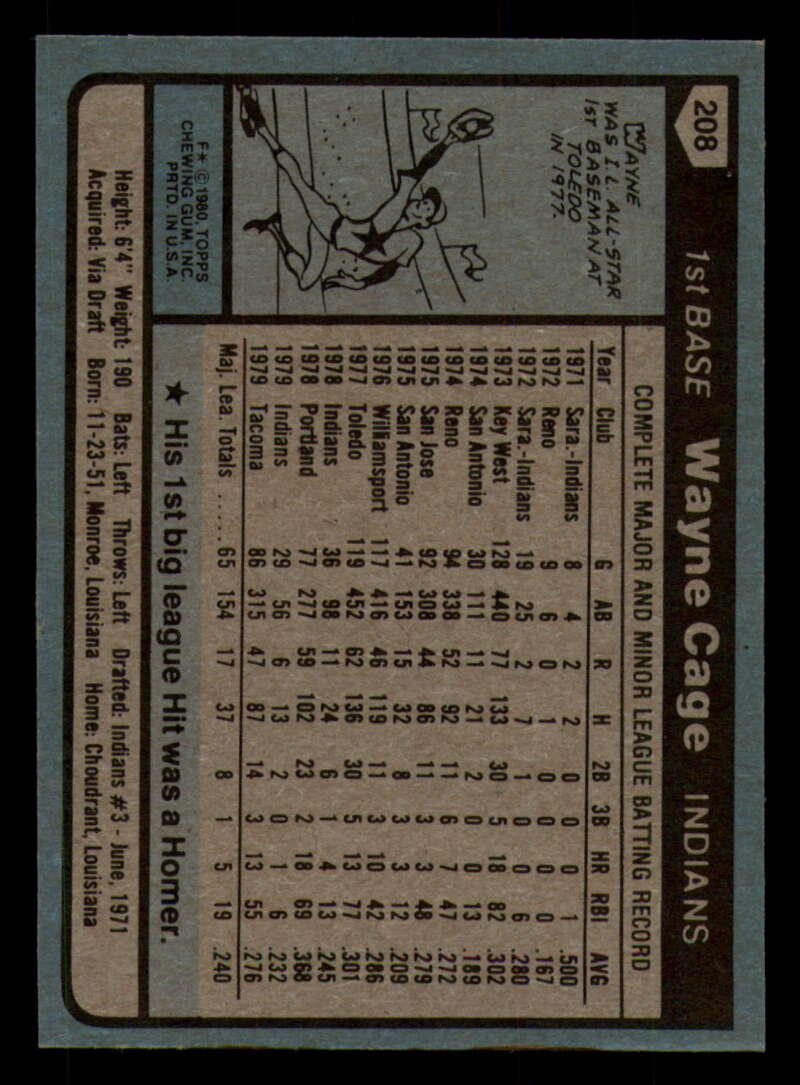 208 1st BASE Wayne Cage INDIANS
WAYNE
WAS I.L. ALL-STAR
1st BASEMAN AT
TOLEDO
IN 1977.
F✶ © 1980 TOPPS
CHEWING GUM, INC.
PRTD. IN U.S.A.
COMPLETE MAJOR AND MINOR LEAGUE BATTING RECORD
Year Club G AB R H 2B 3B HR RBI AVG
1971 Sara.-Indians 8 4 2 2 0 0 0 1 .500
1972 Reno 9 6 0 1 0 0 0 0 .167
1972 Sara.-Indians 19 25 2 7 1 0 0 6 .280
1973 Key West 128 440 77 133 30 5 18 82 .302
1974 San Antonio 30 111 11 21 2 0 0 13 .189
1974 Reno 94 338 52 92 11 6 7 47 .272
1975 San Jose 92 308 44 86 11 3 3 48 .279
1975 San Antonio 41 153 15 32 8 3 3 12 .209
1976 Williamsport 117 416 46 119 11 3 10 42 .286
1977 Toledo 119 452 62 136 30 5 13 77 .301
1978 Indians 36 98 11 24 6 1 4 13 .245
1978 Portland 77 277 59 102 23 2 18 69 .368
1979 Indians 29 56 6 13 2 0 1 6 .232
1979 Tacoma 86 315 47 87 14 3 13 55 .276
Maj. Lea. Totals ..... 65 154 17 37 8 1 5 19 .240
★ His 1st big league Hit was a Homer.
Height: 6'4" Weight: 190 Bats: Left Throws: Left Drafted: Indians #3 - June, 1971
Acquired: Via Draft Born: 11-23-51, Monroe, Louisiana Home: Choudrant, Louisiana